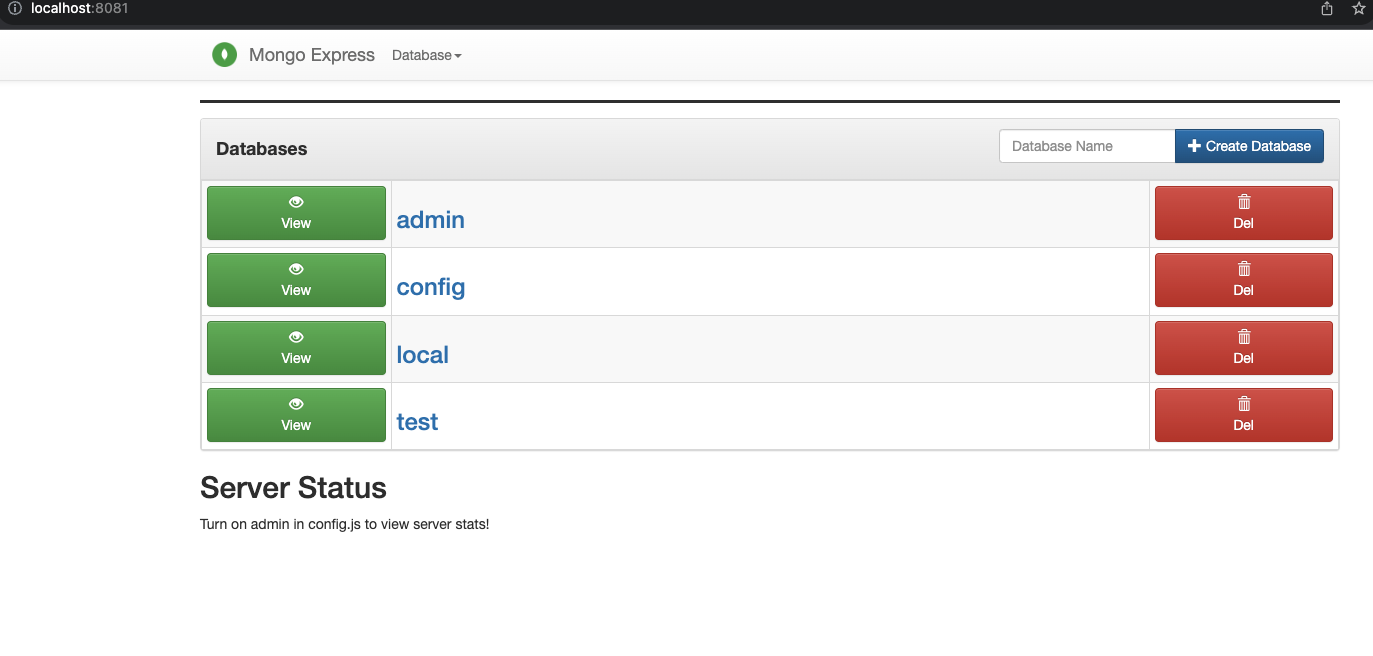 localhost:8081
Mongo Express Database
Databases
Database Name
Create Database
View
admin
Del
View
config
Del
View
local
Del
View
test
Del
Server Status
Turn on admin in config.js to view server stats!